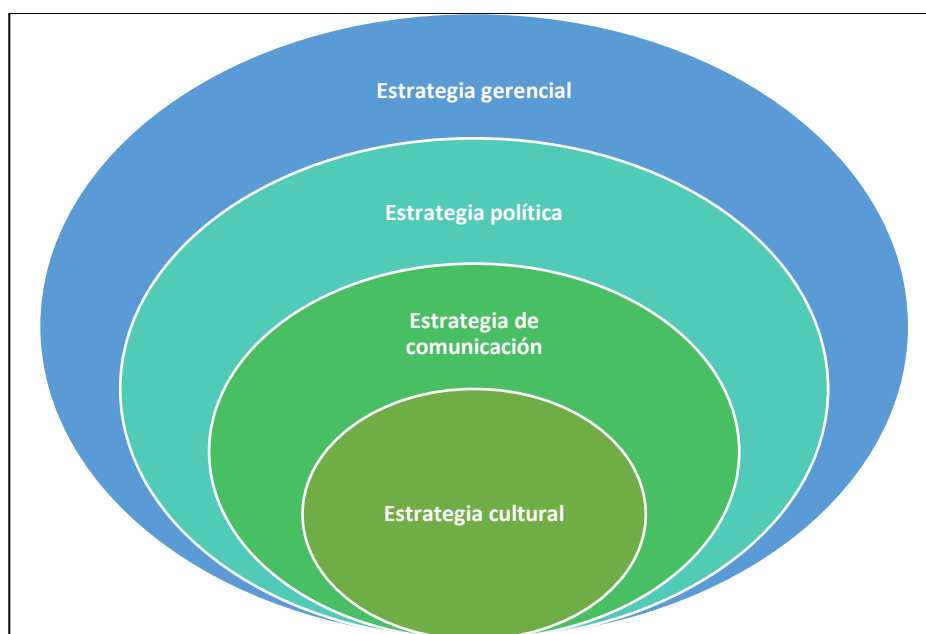 Estrategia gerencial
Estrategia política
Estrategia de
comunicación
Estrategia cultural